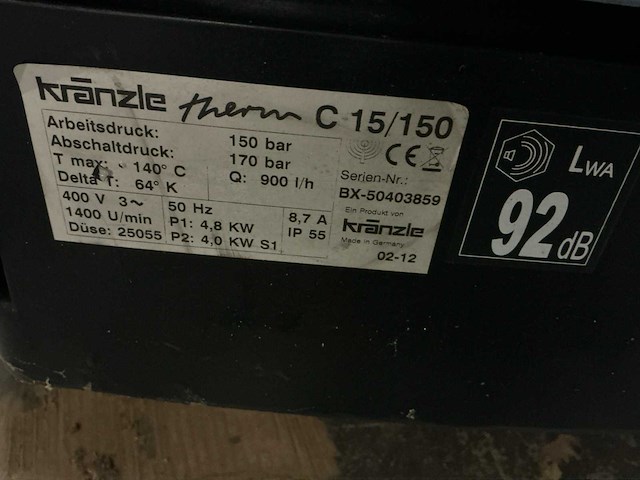 Kränzle therm C 15/150
Arbeitsdruck: 150 bar
Abschaltdruck: 170 bar
T max: 140° C
Delta T: 64° K Q: 900 l/h
400 V 3~ 50 Hz
1400 U/min P1: 4,8 KW 8,7 A
Düse: 25055 P2: 4,0 KW S1 IP 55
CE
Serien-Nr.:
BX-50403859
Ein Produkt von
Kränzle
Made in Germany
02-12
LWA
92 dB